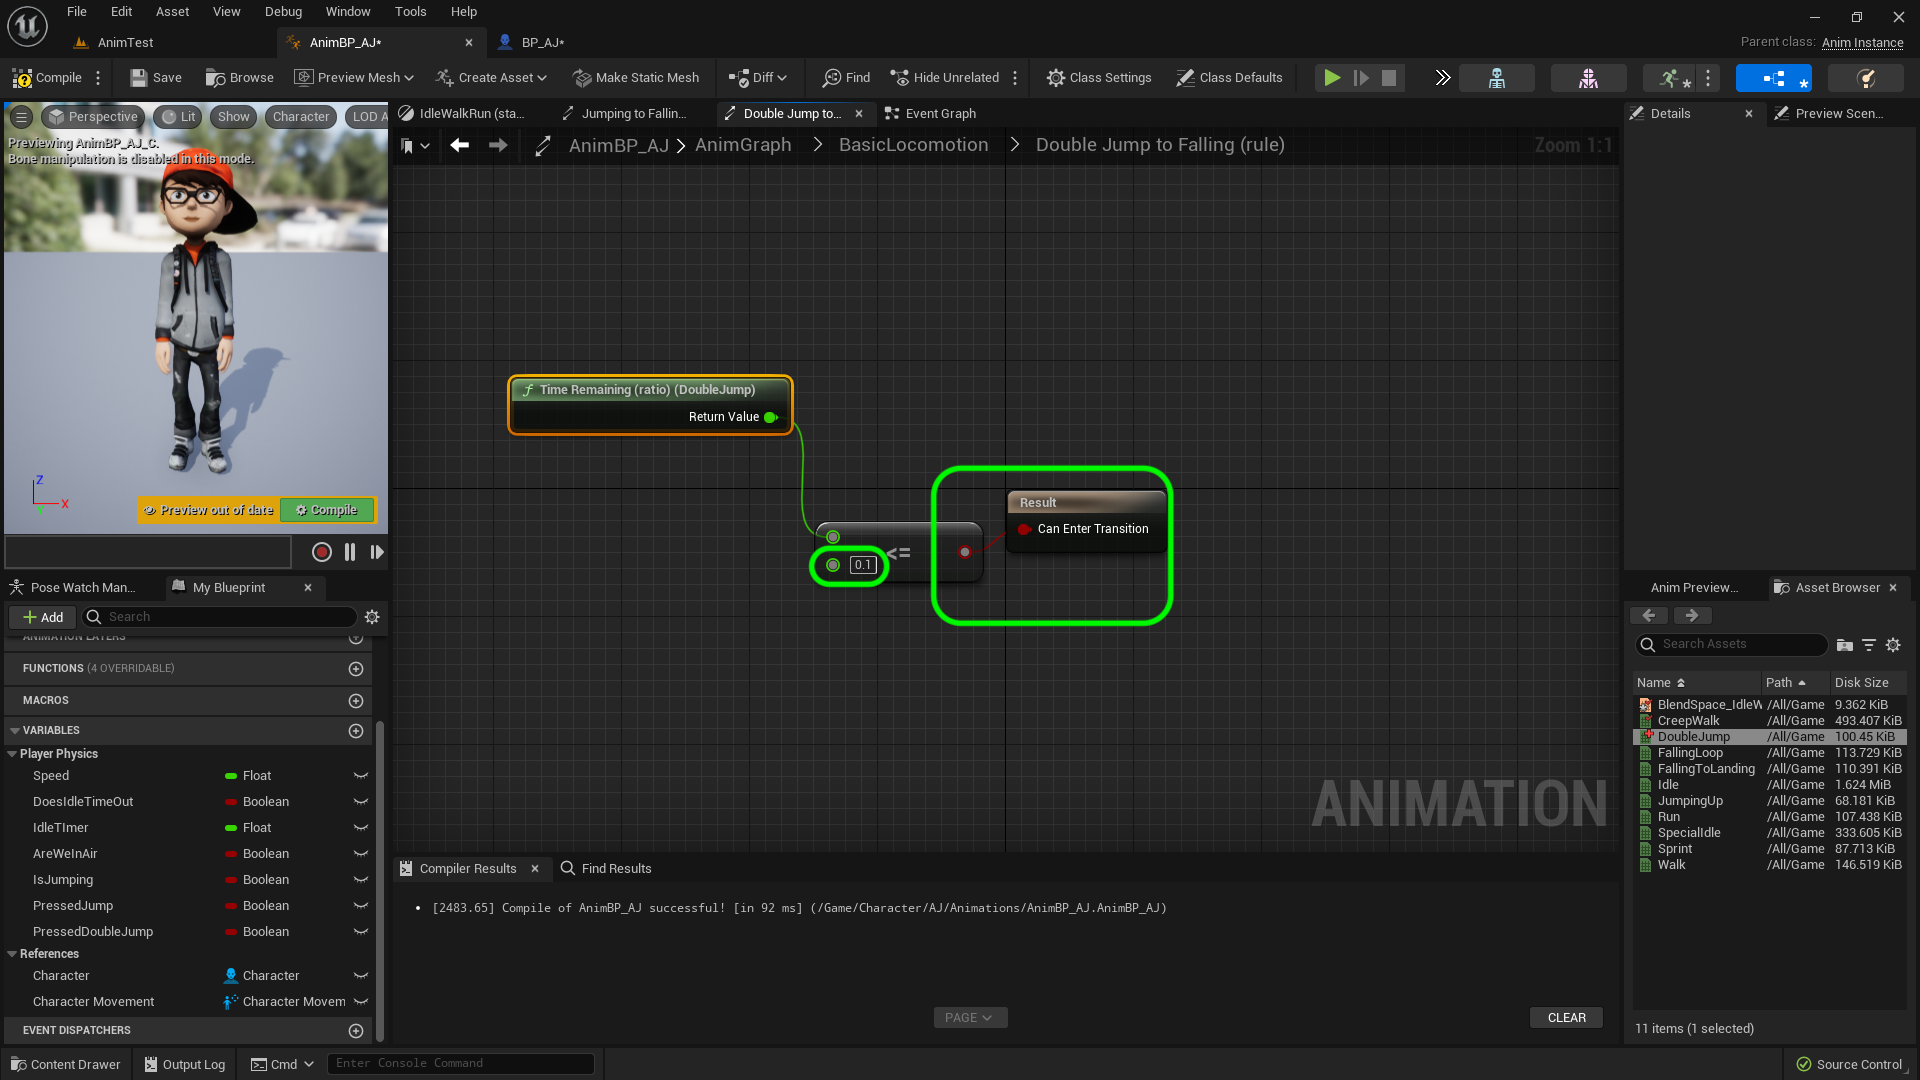 File Edit Asset View Debug Window Tools Help
AnimTest
AnimBP_AJ*
BP_AJ*
Parent class: Anim Instance
Compile
Save
Browse
Preview Mesh
Create Asset
Make Static Mesh
Diff
Find
Hide Unrelated
Class Settings
Class Defaults
Perspective
Lit
Show
Character
LOD A
Previewing AnimBP_AJ_C.
Bone manipulation is disabled in this mode.
Z
X
Y
Preview out of date
Compile
IdleWalkRun (sta...
Jumping to Fallin...
Double Jump to...
Event Graph
AnimBP_AJ > AnimGraph > BasicLocomotion > Double Jump to Falling (rule)
Zoom 1:1
Time Remaining (ratio) (DoubleJump)
Return Value
0.1
<=
Result
Can Enter Transition
ANIMATION
Pose Watch Man...
My Blueprint
Add
Search
ANIMATION LAYERS
FUNCTIONS (4 OVERRIDABLE)
MACROS
VARIABLES
Player Physics
Speed Float
DoesIdleTimeOut Boolean
IdleTImer Float
AreWeInAir Boolean
IsJumping Boolean
PressedJump Boolean
PressedDoubleJump Boolean
References
Character Character
Character Movement Character Movem
EVENT DISPATCHERS
Compiler Results
Find Results
[2483.65] Compile of AnimBP_AJ successful! [in 92 ms] (/Game/Character/AJ/Animations/AnimBP_AJ.AnimBP_AJ)
PAGE
CLEAR
Details
Preview Scen...
Anim Preview...
Asset Browser
Search Assets
Name Path Disk Size
BlendSpace_IdleW /All/Game 9.362 KiB
CreepWalk /All/Game 493.407 KiB
DoubleJump /All/Game 100.45 KiB
FallingLoop /All/Game 113.729 KiB
FallingToLanding /All/Game 110.391 KiB
Idle /All/Game 1.624 MiB
JumpingUp /All/Game 68.181 KiB
Run /All/Game 107.438 KiB
SpecialIdle /All/Game 333.605 KiB
Sprint /All/Game 87.713 KiB
Walk /All/Game 146.519 KiB
11 items (1 selected)
Content Drawer
Output Log
Cmd
Enter Console Command
Source Control